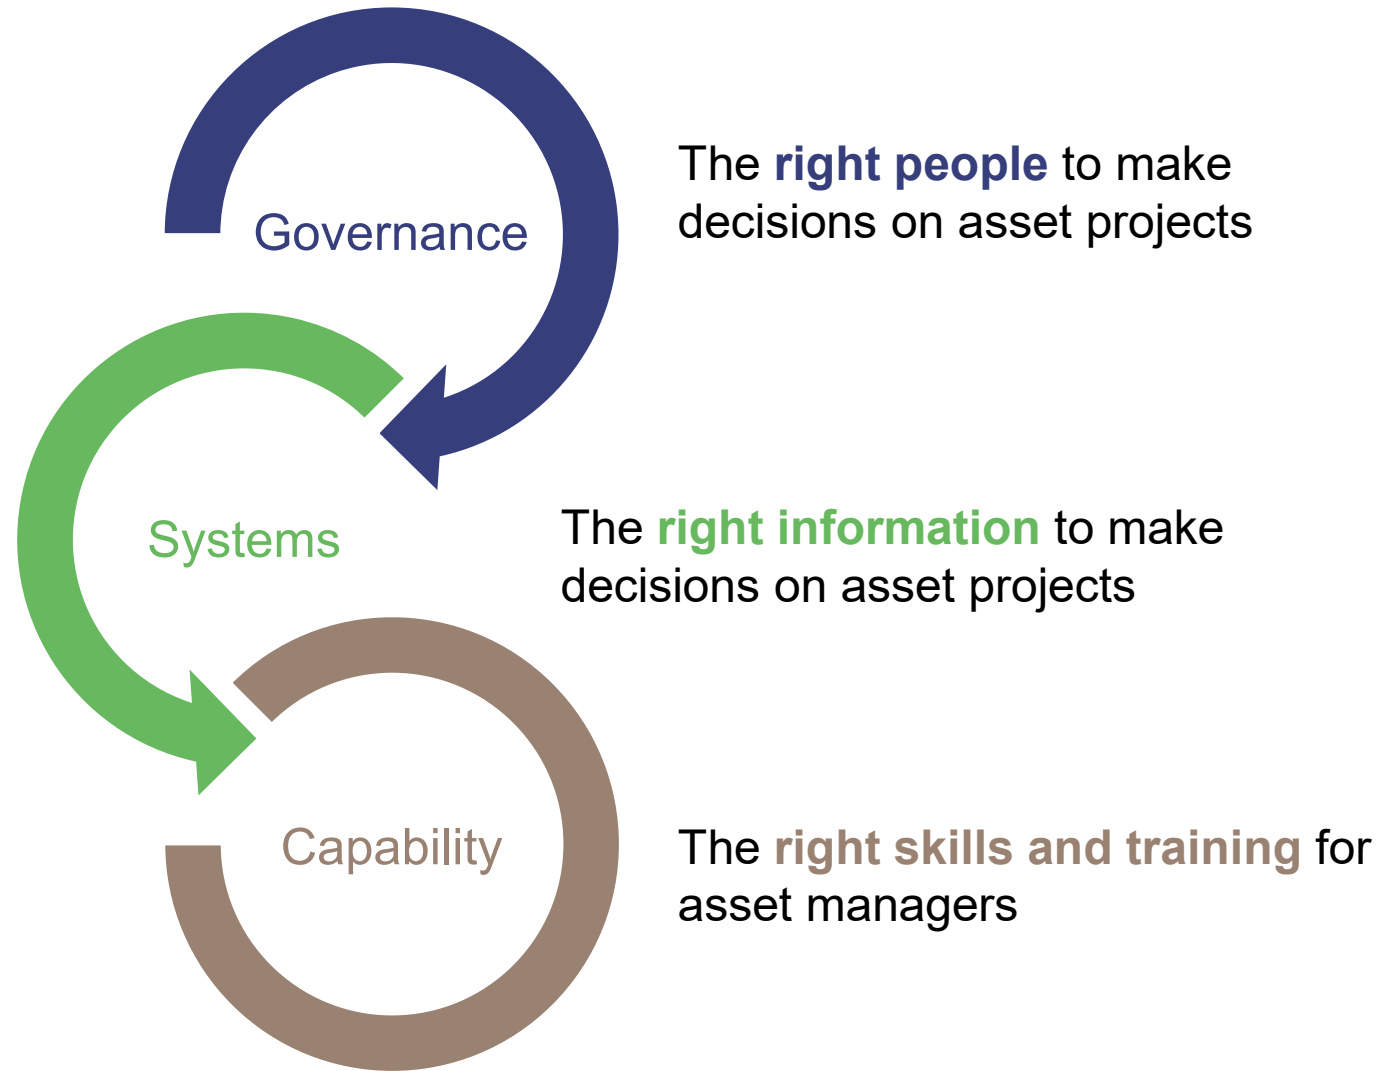 Governance
The right people to make
decisions on asset projects
Systems
The right information to make
decisions on asset projects
Capability
The right skills and training for
asset managers